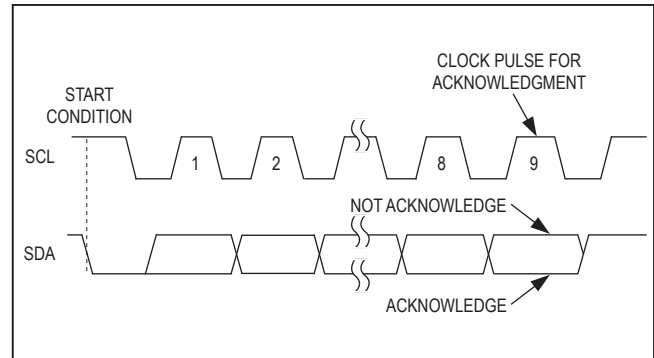 CLOCK PULSE FOR
ACKNOWLEDGMENT
START
CONDITION
SCL
1 2 8 9
NOT ACKNOWLEDGE
SDA
ACKNOWLEDGE